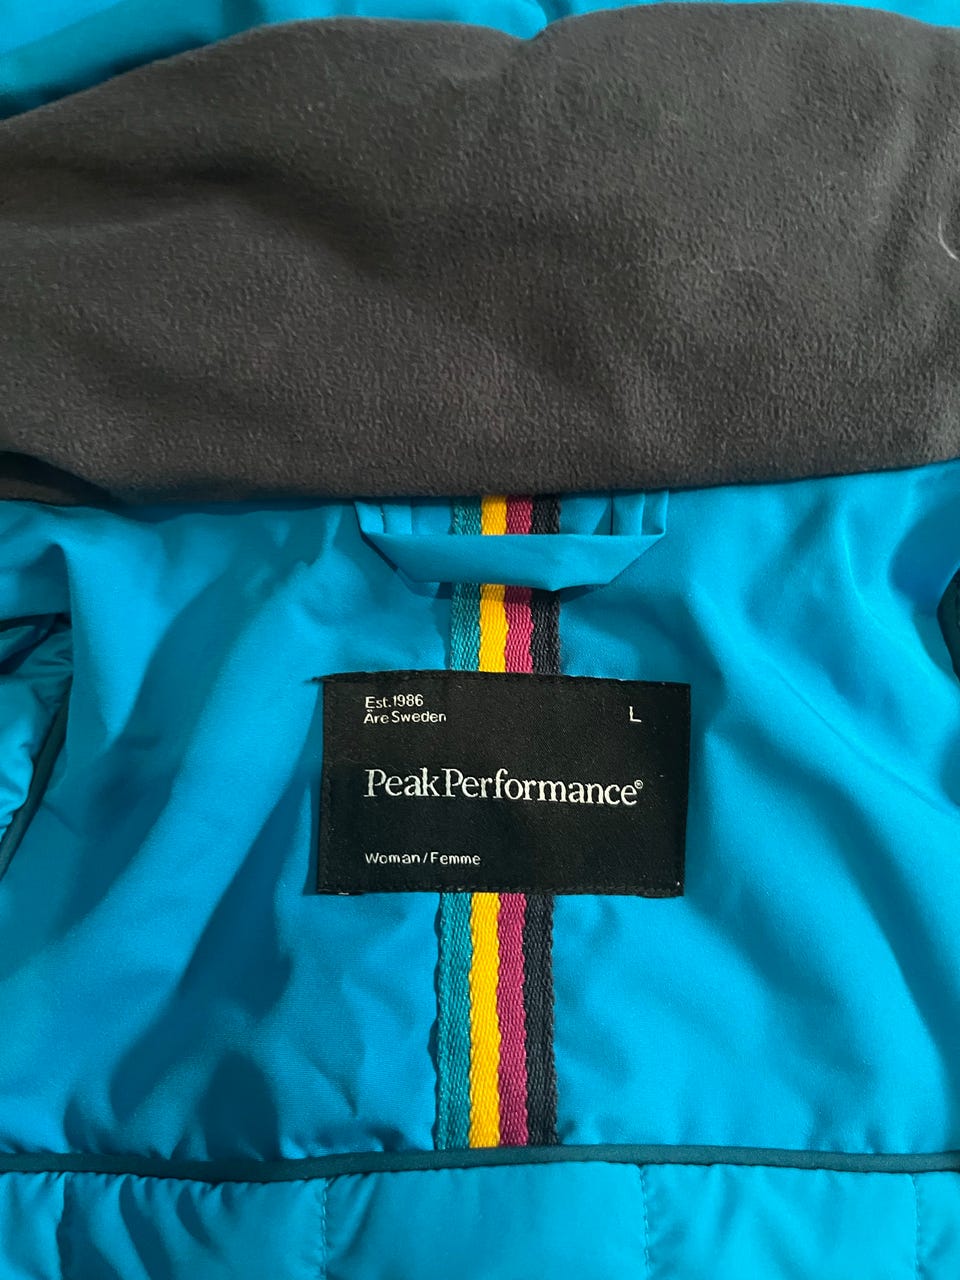 Est.1986
Åre Sweden
L
PeakPerformance®
Woman/Femme